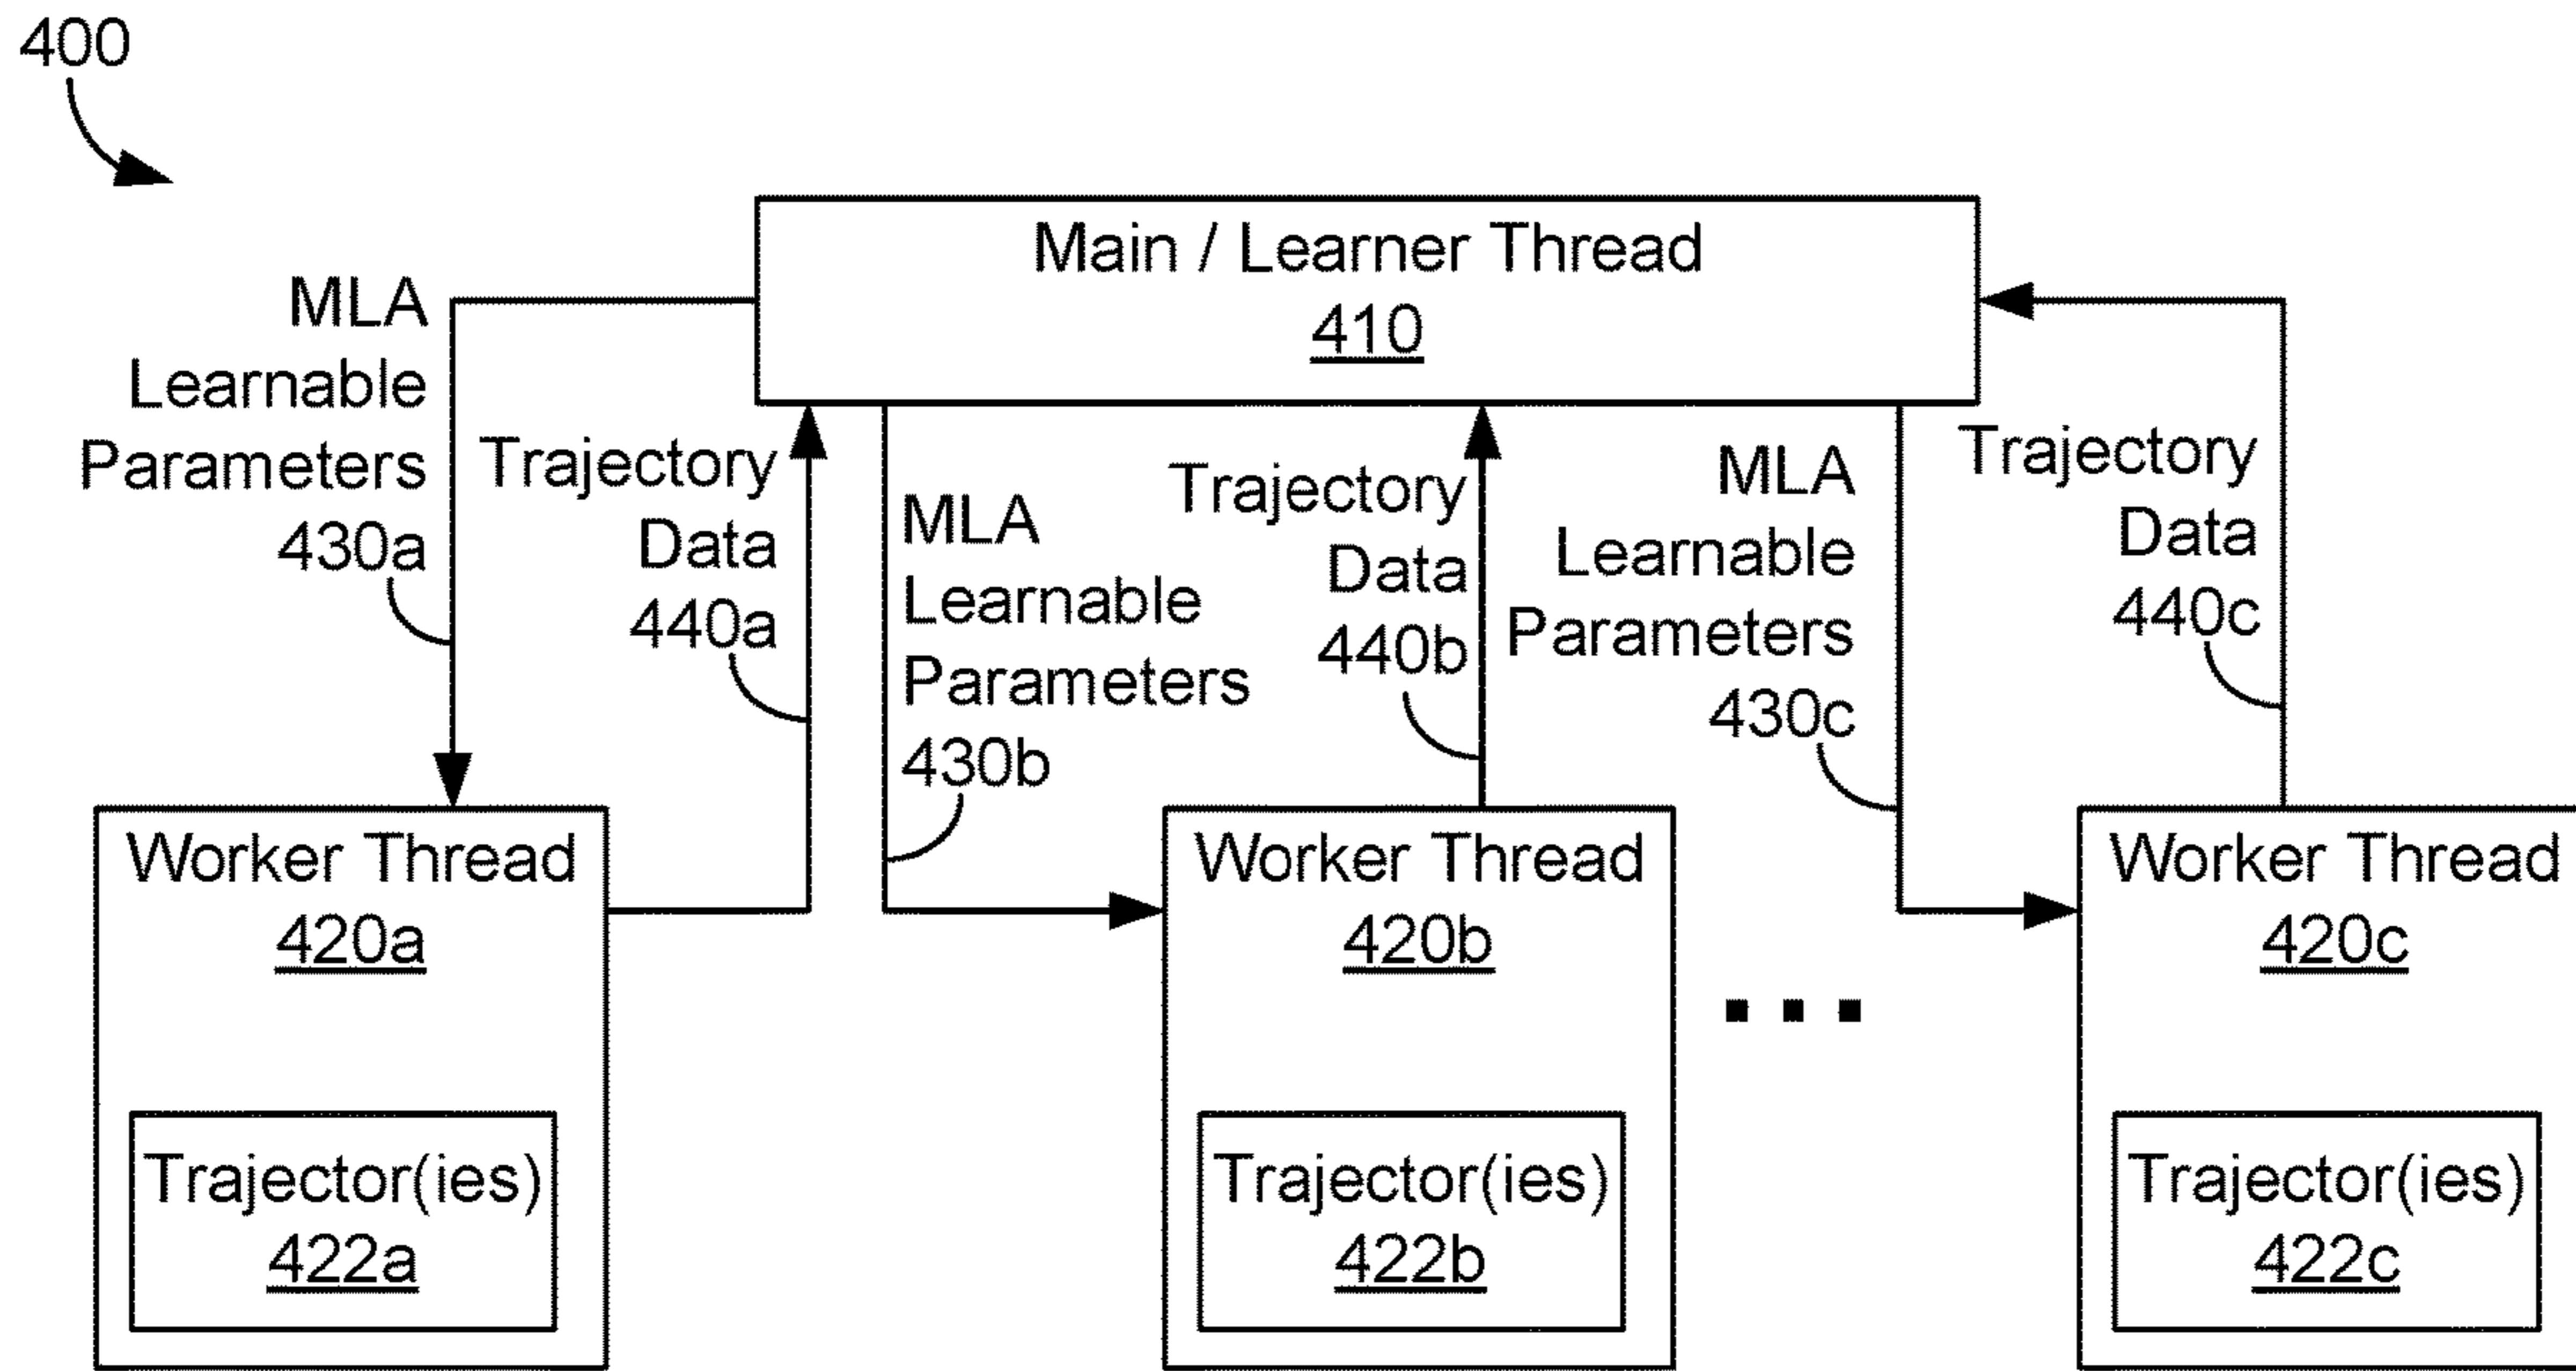 400
Main / Learner Thread
410
MLA
Learnable
Parameters
430a
Trajectory
Data
440a
MLA
Learnable
Parameters
430b
Trajectory
Data
440b
MLA
Learnable
Parameters
430c
Trajectory
Data
440c
Worker Thread
420a
Trajector(ies)
422a
Worker Thread
420b
Trajector(ies)
422b
Worker Thread
420c
Trajector(ies)
422c